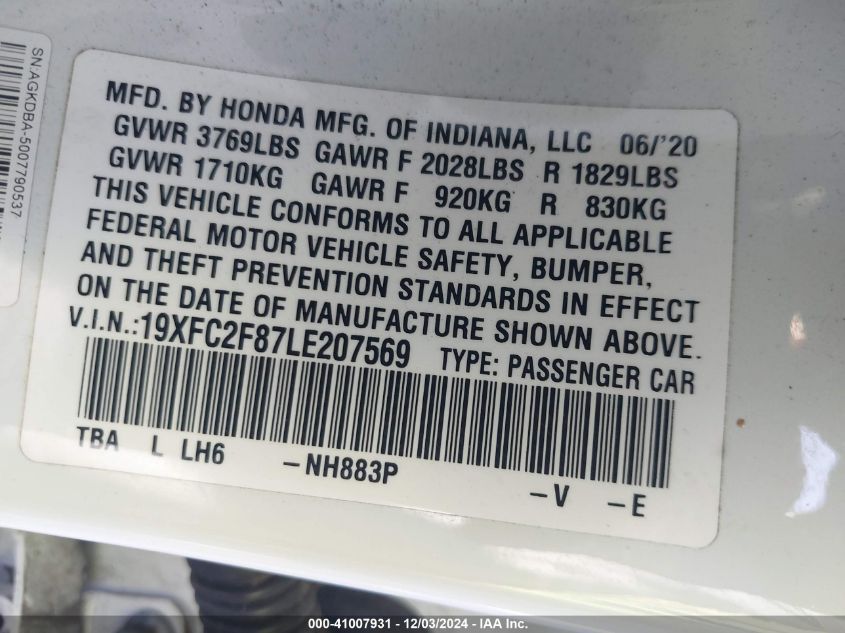 SN:AGKDBA-5007790537
MFD. BY HONDA MFG. OF INDIANA, LLC 06/'20
GVWR 3769LBS GAWR F 2028LBS R 1829LBS
GVWR 1710KG GAWR F 920KG R 830KG
THIS VEHICLE CONFORMS TO ALL APPLICABLE
FEDERAL MOTOR VEHICLE SAFETY, BUMPER,
AND THEFT PREVENTION STANDARDS IN EFFECT
ON THE DATE OF MANUFACTURE SHOWN ABOVE.
V.I.N.:19XFC2F87LE207569 TYPE: PASSENGER CAR
TBA L LH6 -NH883P -V -E
000-41007931 - 12/03/2024 - IAA Inc.